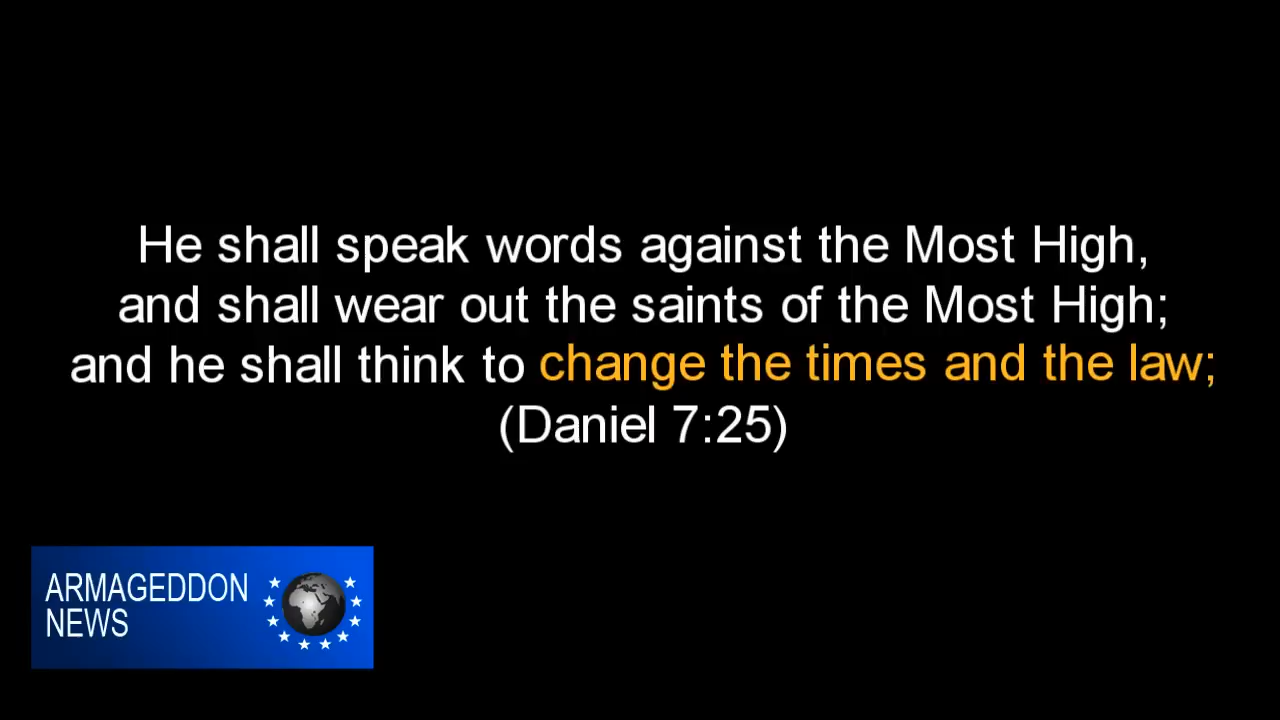 He shall speak words against the Most High,
and shall wear out the saints of the Most High;
and he shall think to change the times and the law;
(Daniel 7:25)
ARMAGEDDON
NEWS